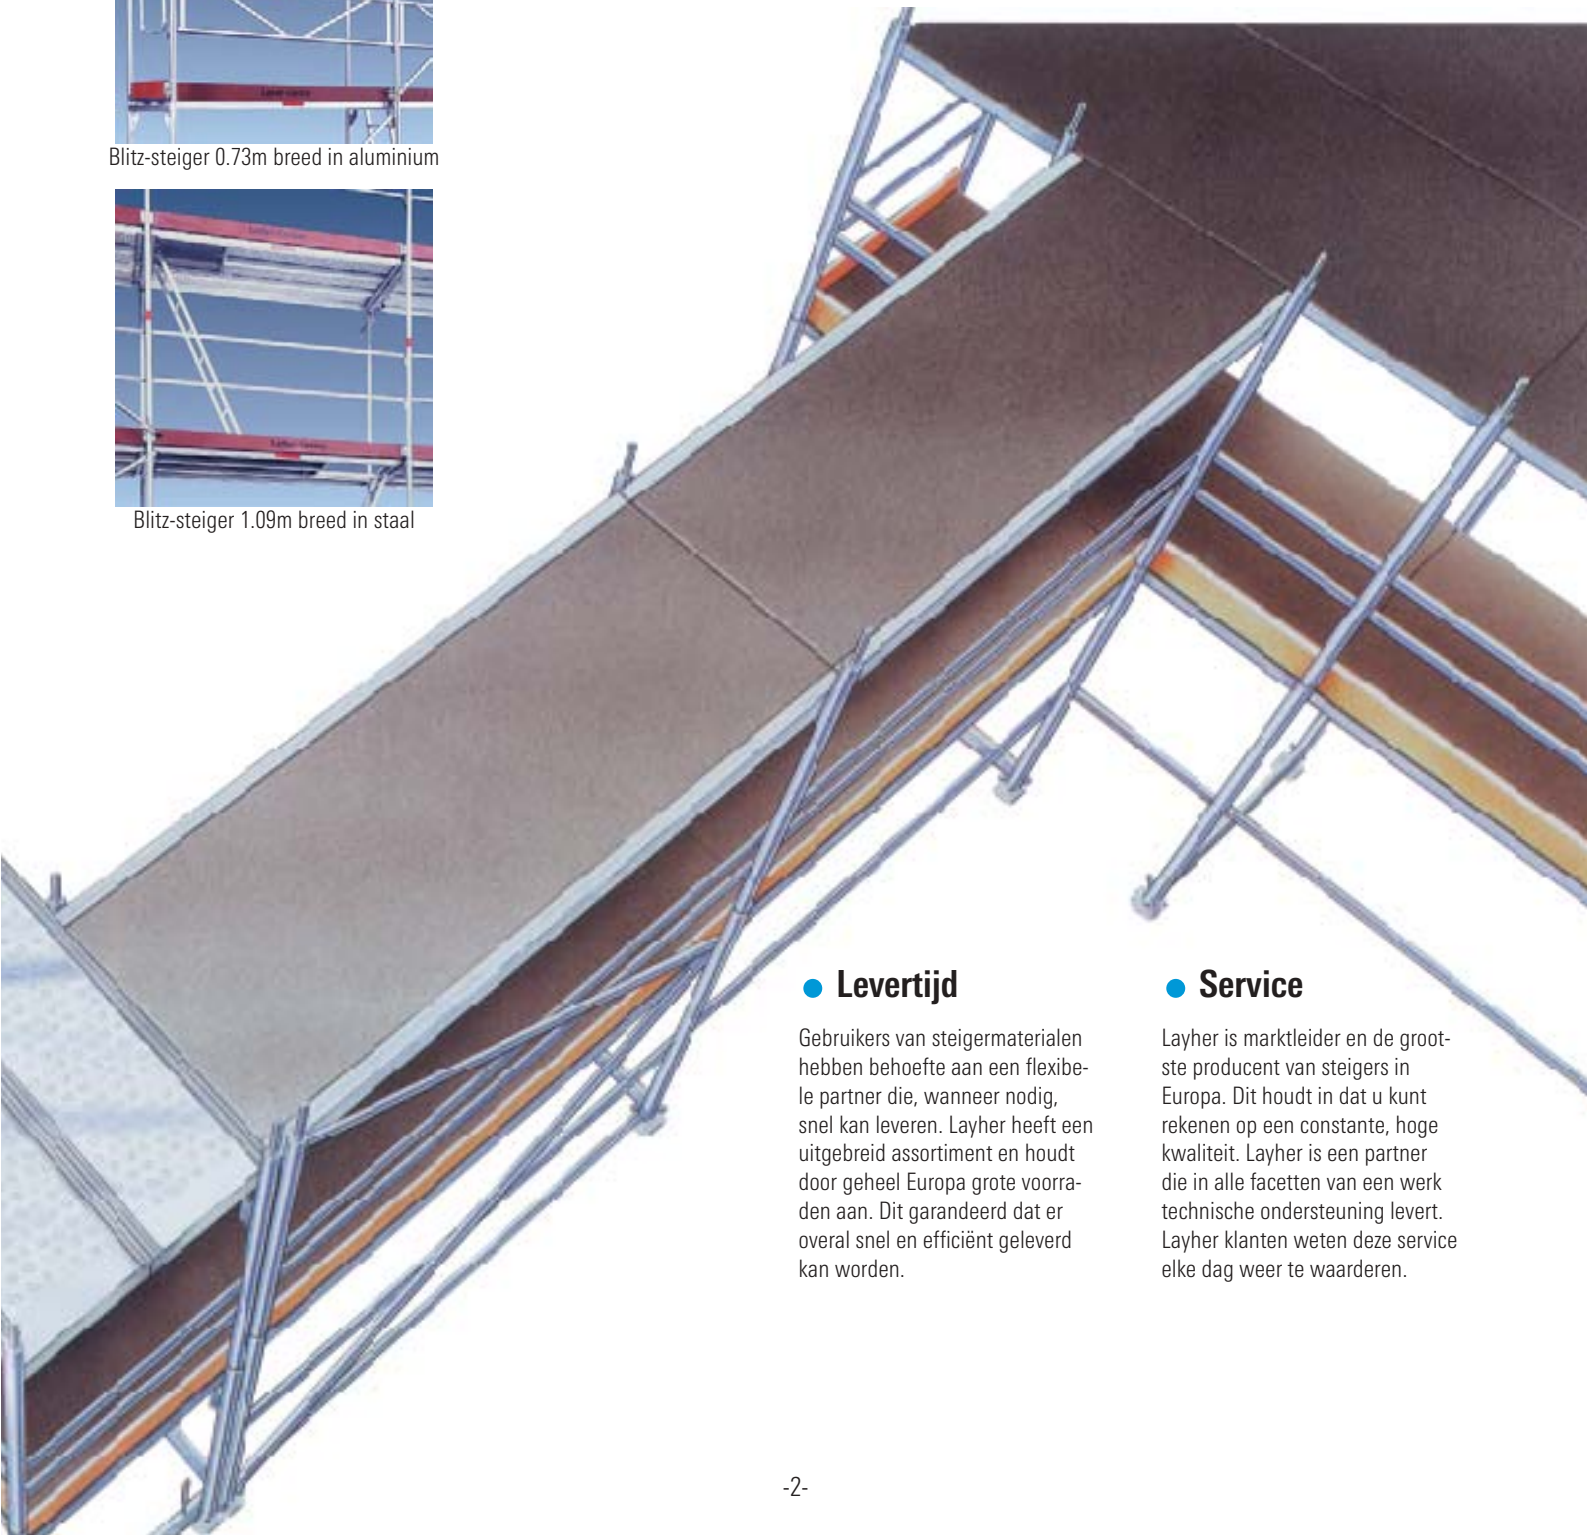 Blitz-steiger 0.73m breed in aluminium
Blitz-steiger 1.09m breed in staal
Levertijd
Gebruikers van steigermaterialen
hebben behoefte aan een flexibe-
le partner die, wanneer nodig,
snel kan leveren. Layher heeft een
uitgebreid assortiment en houdt
door geheel Europa grote voorra-
den aan. Dit garandeerd dat er
overal snel en efficiënt geleverd
kan worden.
Service
Layher is marktleider en de groot-
ste producent van steigers in
Europa. Dit houdt in dat u kunt
rekenen op een constante, hoge
kwaliteit. Layher is een partner
die in alle facetten van een werk
technische ondersteuning levert.
Layher klanten weten deze service
elke dag weer te waarderen.
-2-